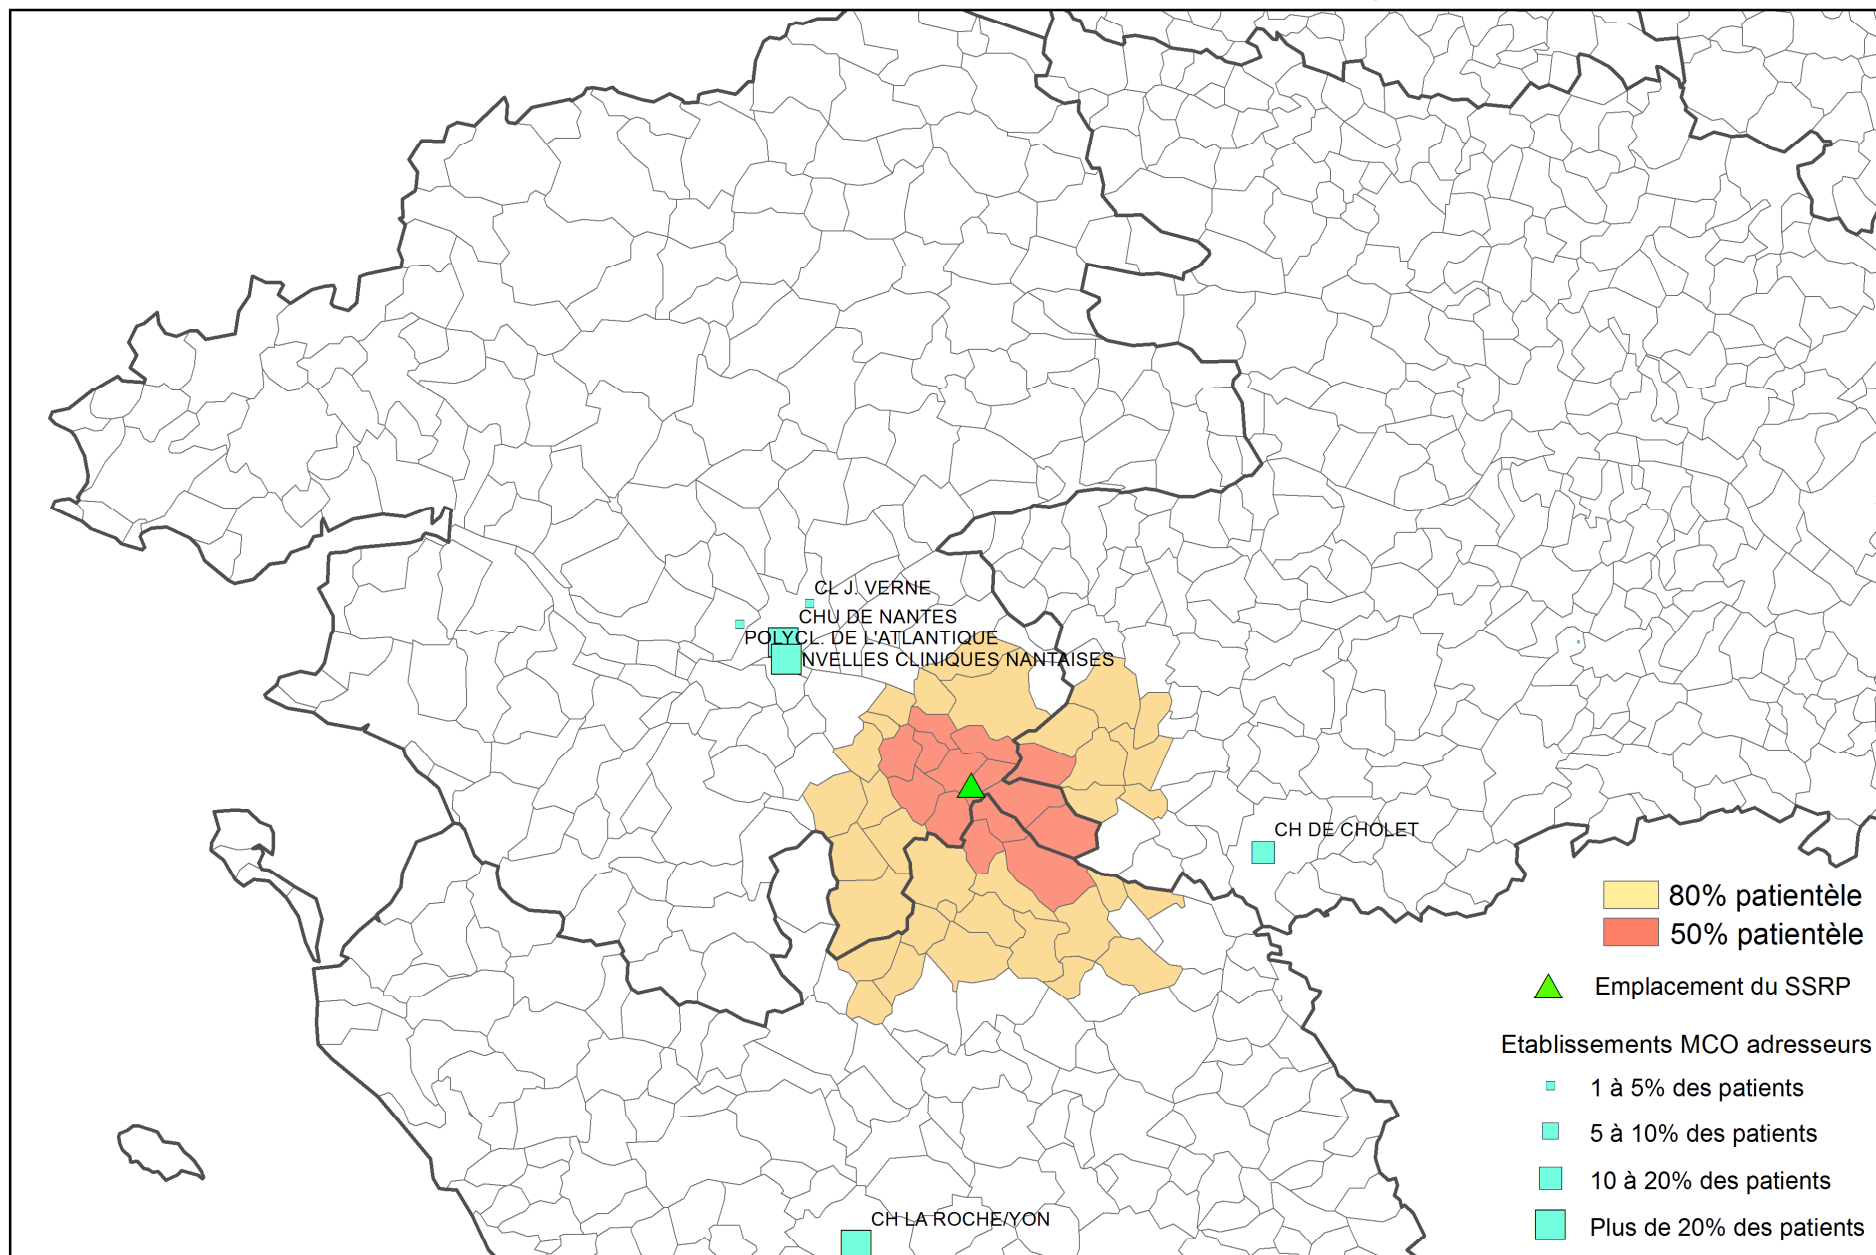 CL J. VERNE
CHU DE NANTES
POLYCL. DE L'ATLANTIQUE
NVELLES CLINIQUES NANTAISES
CH DE CHOLET
80% patientèle
50% patientèle
Emplacement du SSRP
Etablissements MCO adresseurs
1 à 5% des patients
5 à 10% des patients
10 à 20% des patients
CH LA ROCHE/YON
Plus de 20% des patients